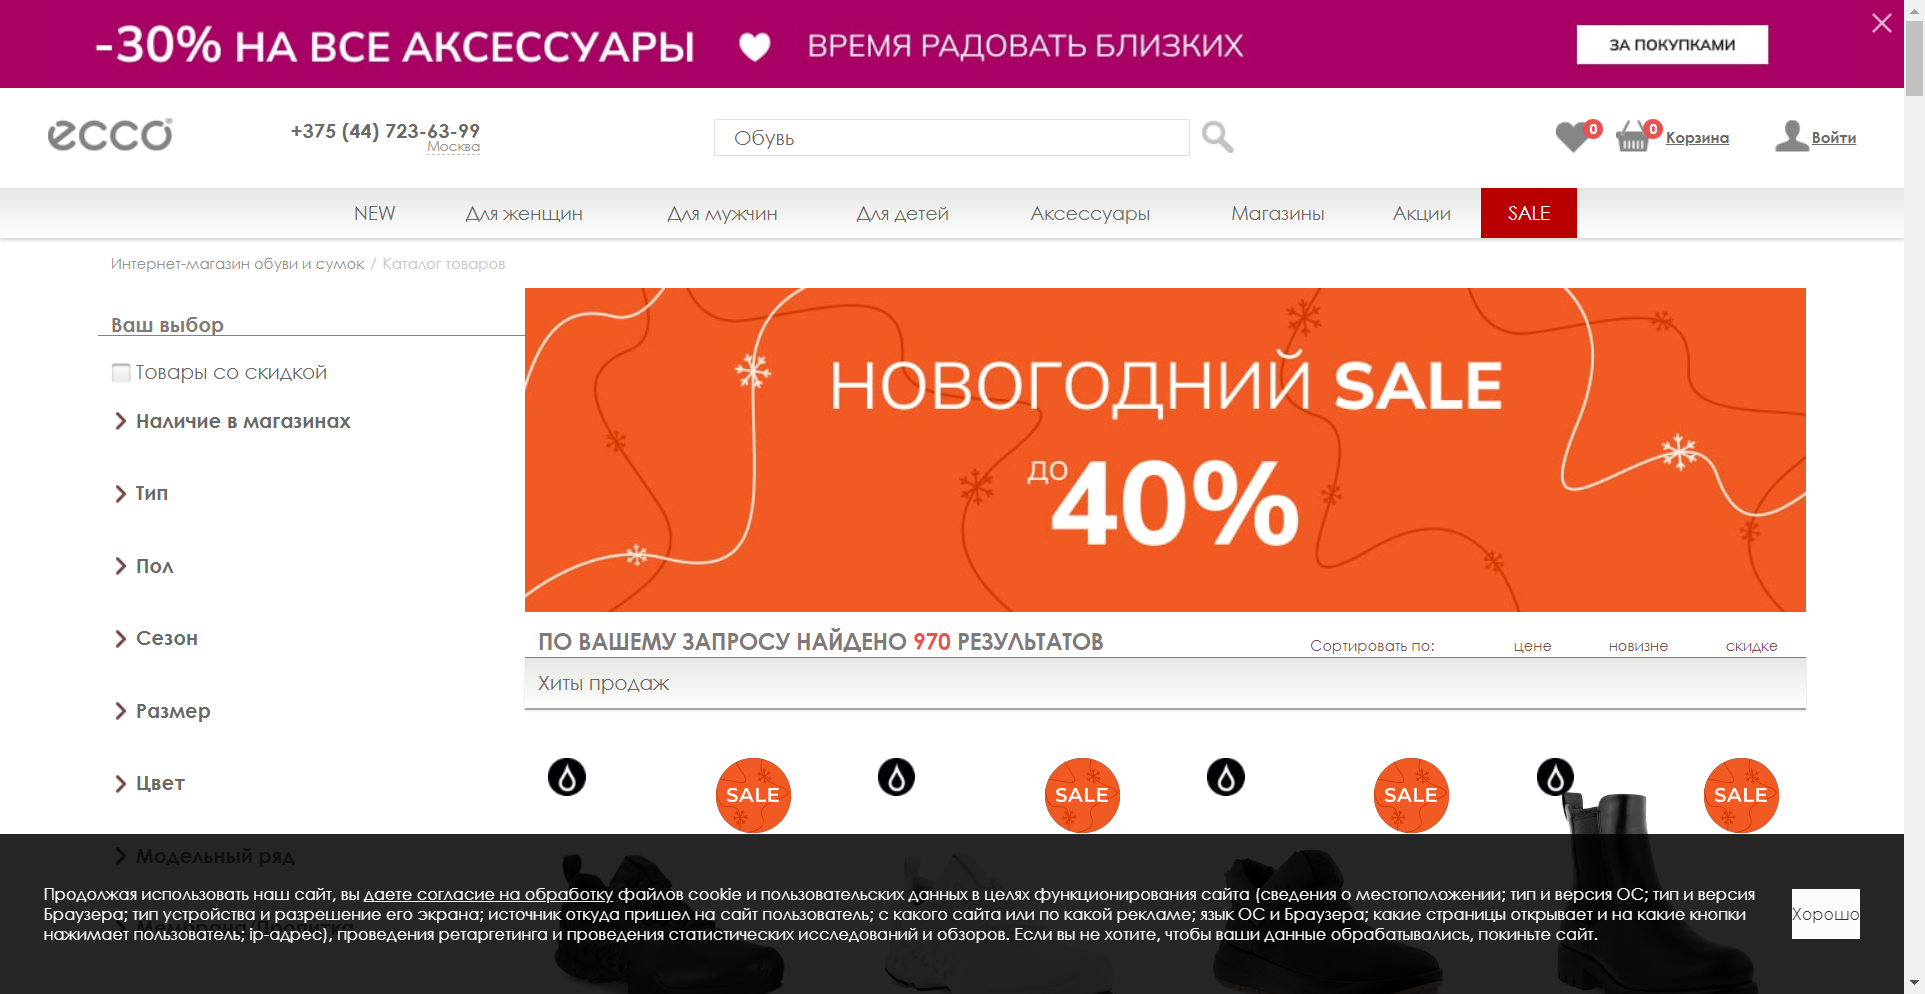 -30% НА ВСЕ АКСЕССУАРЫ ВРЕМЯ РАДОВАТЬ БЛИЗКИХ ЗА ПОКУПКАМИ
ecco +375 (44) 723-63-99 Обувь 0 0 Корзина Войти
Москва
NEW Для женщин Для мужчин Для детей Аксессуары Магазины Акции SALE
Интернет-магазин обуви и сумок / Каталог товаров
Ваш выбор
Товары со скидкой
Наличие в магазинах
Тип
Пол
Сезон
Размер
Цвет
Модельный ряд
Мембрана, Пропитка
НОВОГОДНИЙ SALE
ДО 40%
ПО ВАШЕМУ ЗАПРОСУ НАЙДЕНО 970 РЕЗУЛЬТАТОВ Сортировать по: цене новизне скидке
Хиты продаж
SALE SALE SALE SALE
Продолжая использовать наш сайт, вы даете согласие на обработку файлов cookie и пользовательских данных в целях функционирования сайта (сведения о местоположении; тип и версия ОС; тип и версия
Браузера; тип устройства и разрешение его экрана; источник откуда пришел на сайт пользователь; с какого сайта или по какой рекламе; язык ОС и Браузера; какие страницы открывает и на какие кнопки
нажимает пользователь; ip-адрес), проведения ретаргетинга и проведения статистических исследований и обзоров. Если вы не хотите, чтобы ваши данные обрабатывались, покиньте сайт.
Хорошо